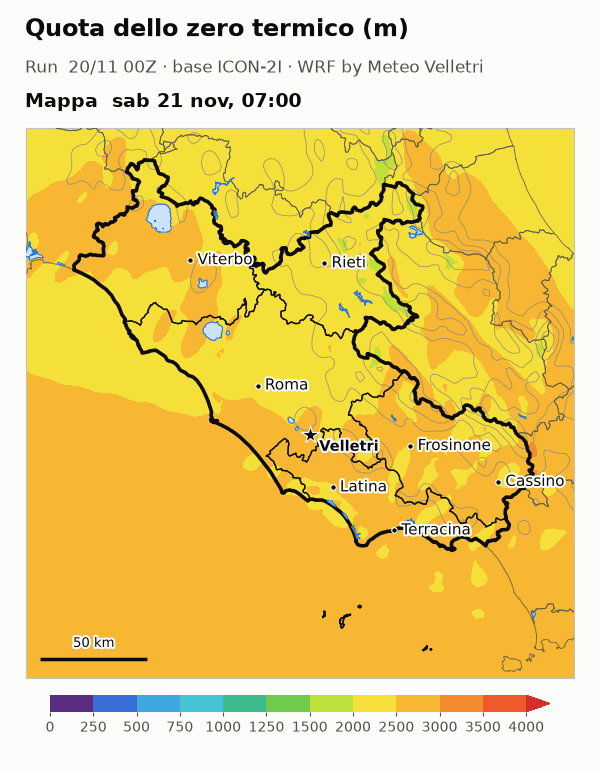 Quota dello zero termico (m)
Run  20/11 00Z · base ICON-2I · WRF by Meteo Velletri
Mappa  sab 21 nov, 07:00
Viterbo
Rieti
Roma
Velletri
Frosinone
Cassino
Latina
Terracina
50 km
0 250 500 750 1000 1250 1500 2000 2500 3000 3500 4000